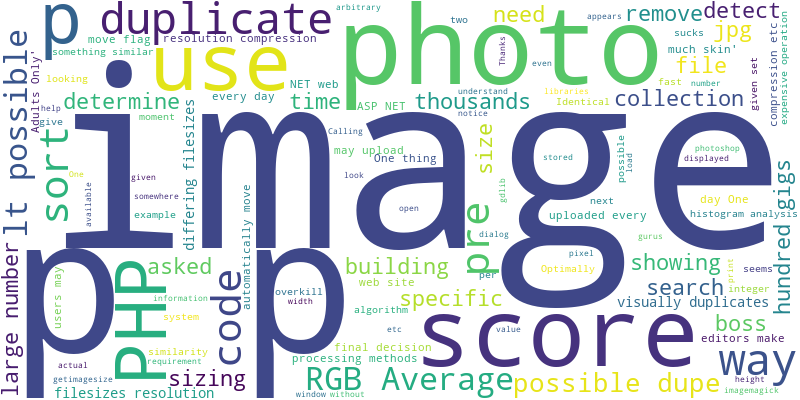 image
photo
score
p
p
p
use
duplicate
PHP
way
pre
code
sort
lt possible
RGB Average
possible dupe
building
showing
asked
specific
search
boss
file
jpg
need
remove
detect
collection
thousands
time
determine
size
sizing
large number
hundred gigs
visually duplicates
editors make
filesizes resolution
differing filesizes
automatically move
users may
Adults Only'
resolution compression
move flag
something similar
looking
every day
NET web
ASP NET
may upload
One thing
Calling
arbitrary
two
sucks
appears
much skin'
fast
number
given set
compression etc
expensive operation
Thanks
even
understand
notice
libraries
Identical
stored
possible
load
photoshop
displayed
day One
histogram analysis
uploaded every
next
gurus
pixel
Optimally
gdlib
dialog
open
look
per
web site
algorithm
overkill
width
final decision
processing methods
etc
value
window
without
seems
print
integer
height
imagemagick
help
give
moment
One
given
available
somewhere
example
information
system
similarity
requirement
actual
getimagesize